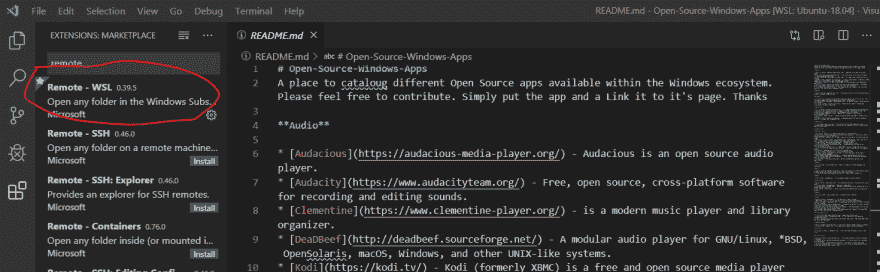 File Edit Selection View Go Debug Terminal Help README.md - Open-Source-Windows-Apps [WSL: Ubuntu-18.04] - Visu
EXTENSIONS: MARKETPLACE
remote
Remote - WSL 0.39.5
Open any folder in the Windows Subs...
Microsoft
Remote - SSH 0.46.0
Open any folder on a remote machine...
Microsoft Install
Remote - SSH: Explorer 0.46.0
Provides an explorer for SSH remotes.
Microsoft Install
Remote - Containers 0.76.0
Open any folder inside (or mounted i...
Microsoft Install
Remote - SSH: Editing Confi...
README.md
README.md > abc # Open-Source-Windows-Apps
1 # Open-Source-Windows-Apps
2 A place to cataloug different Open Source apps available within the Windows ecosystem.
Please feel free to contribute. Simply put the app and a Link it to it's page. Thanks
3
4 **Audio**
5
6 * [Audacious](https://audacious-media-player.org/) - Audacious is an open source audio
player.
7 * [Audacity](https://www.audacityteam.org/) - Free, open source, cross-platform software
for recording and editing sounds.
8 * [Clementine](https://www.clementine-player.org/) - is a modern music player and library
organizer.
9 * [DeaDBeef](http://deadbeef.sourceforge.net/) - A modular audio player for GNU/Linux, *BSD,
OpenSolaris, macOS, Windows, and other UNIX-like systems.
10 * [Kodi](https://kodi.tv/) - Kodi (formerly XBMC) is a free and open source media player